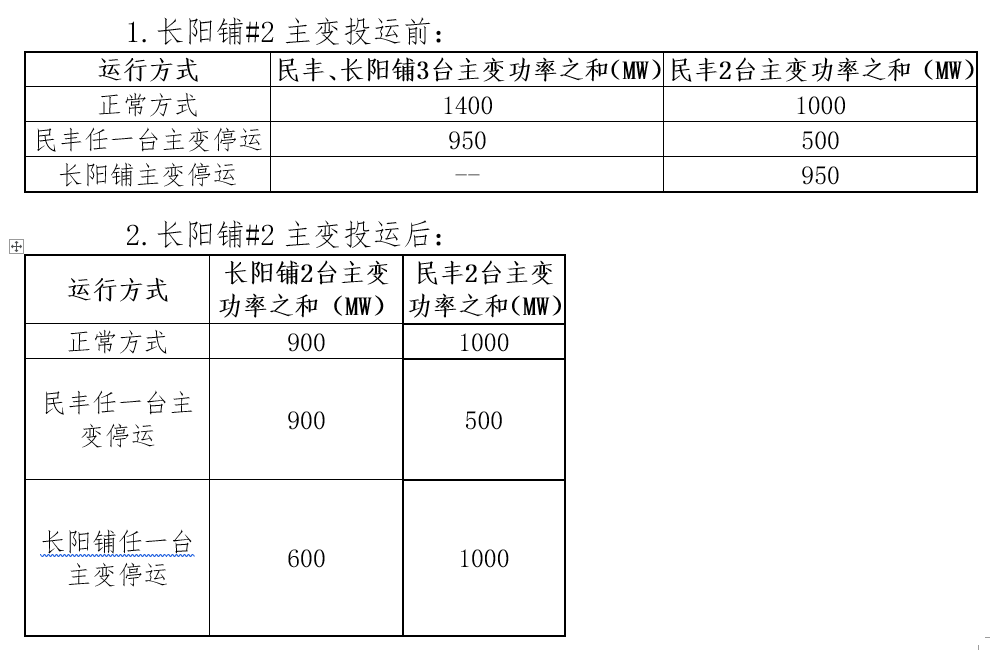 1.长阳铺#2 主变投运前：
运行方式 民丰、长阳铺3台主变功率之和(MW) 民丰2台主变功率之和（MW）
正常方式 1400 1000
民丰任一台主变停运 950 500
长阳铺主变停运 -- 950
2.长阳铺#2 主变投运后：
运行方式 长阳铺2台主变 民丰2台主变
功率之和（MW） 功率之和(MW)
正常方式 900 1000
民丰任一台主
变停运 900 500
长阳铺任一台
主变停运 600 1000